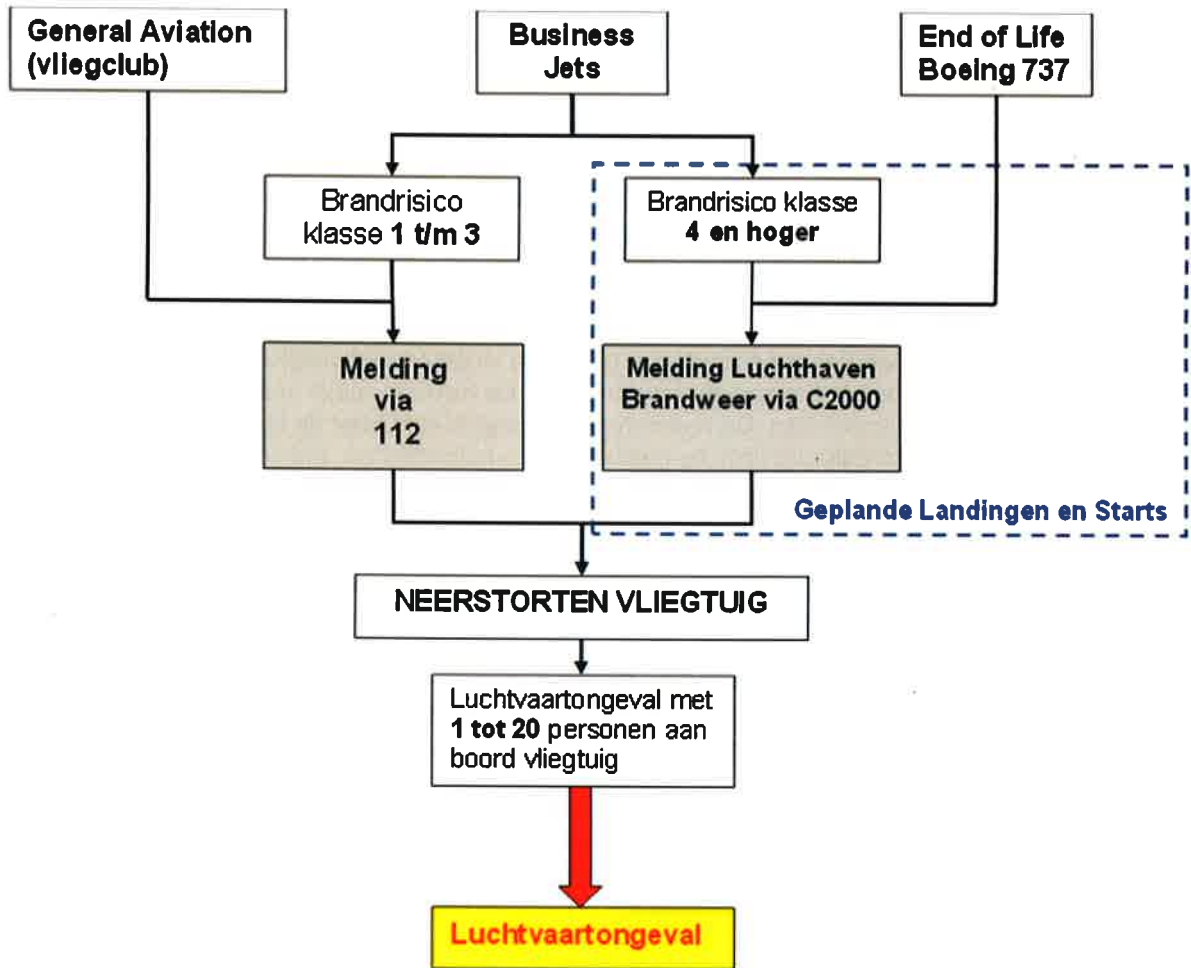 General Aviation
(vliegclub)
Business
Jets
End of Life
Boeing 737
Brandrisico
klasse 1 t/m 3
Brandrisico klasse
4 en hoger
Melding
via
112
Melding Luchthaven
Brandweer via C2000
Geplande Landingen en Starts
NEERSTORTEN VLIEGTUIG
Luchtvaartongeval met
1 tot 20 personen aan
boord vliegtuig
Luchtvaartongeval